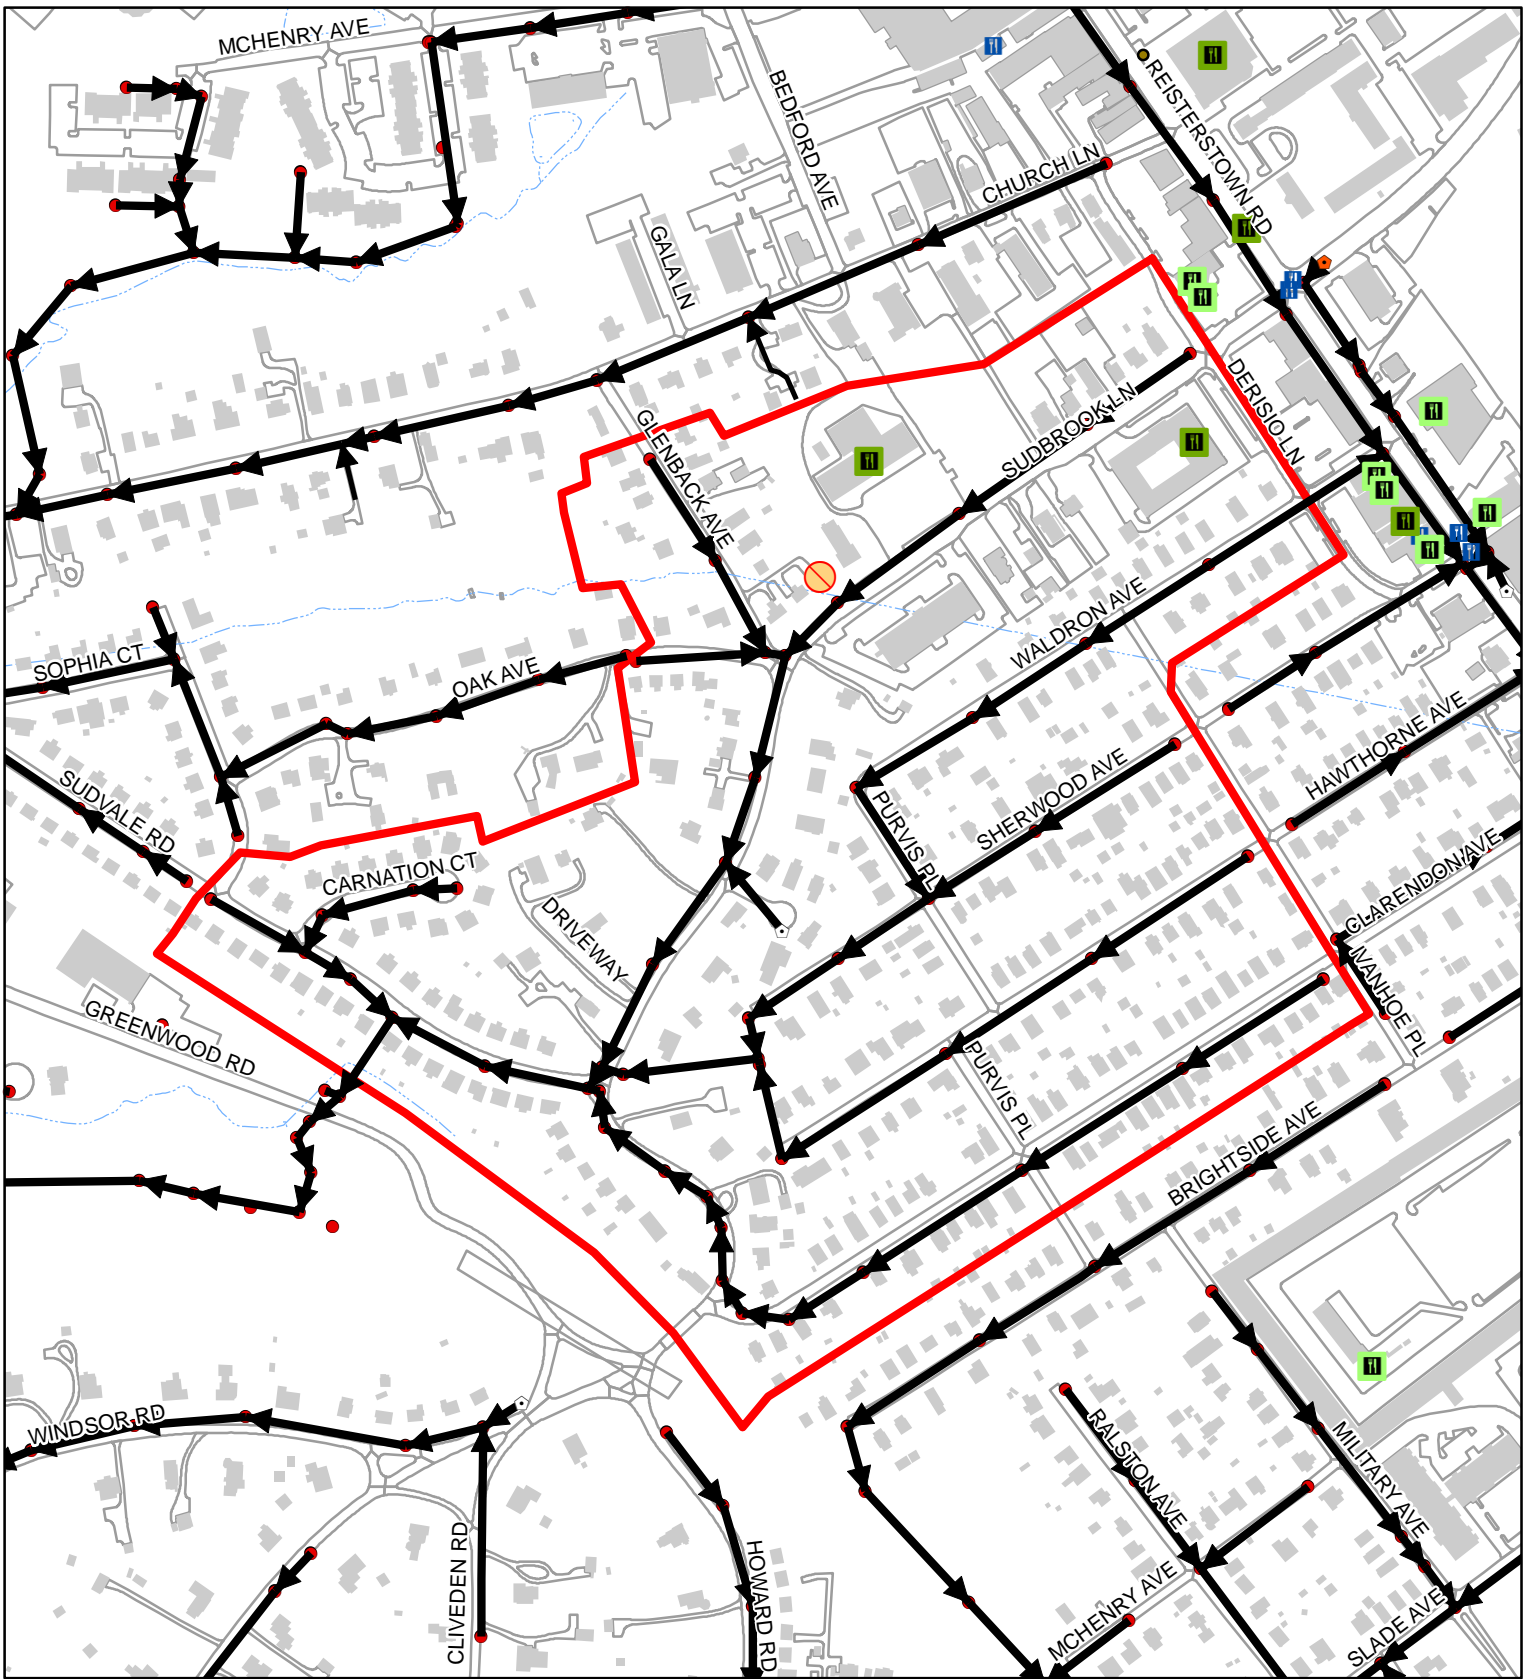 MCHENRY AVE
BEDFORD AVE
REISTERSTOWN RD
CHURCH LN
GALA LN
DERISIO LN
SUDBROOK LN
GLENBACK AVE
WALDRON AVE
SOPHIA CT
OAK AVE
HAWTHORNE AVE
SUDVALE RD
PURVIS PL
SHERWOOD AVE
CARNATION CT
CLARENDON AVE
DRIVEWAY
IVANHOE PL
GREENWOOD RD
PURVIS PL
BRIGHTSIDE AVE
WINDSOR RD
RALSTON AVE
MILITARY AVE
CLIVEDEN RD
HOWARD RD
MCHENRY AVE
SLADE AVE